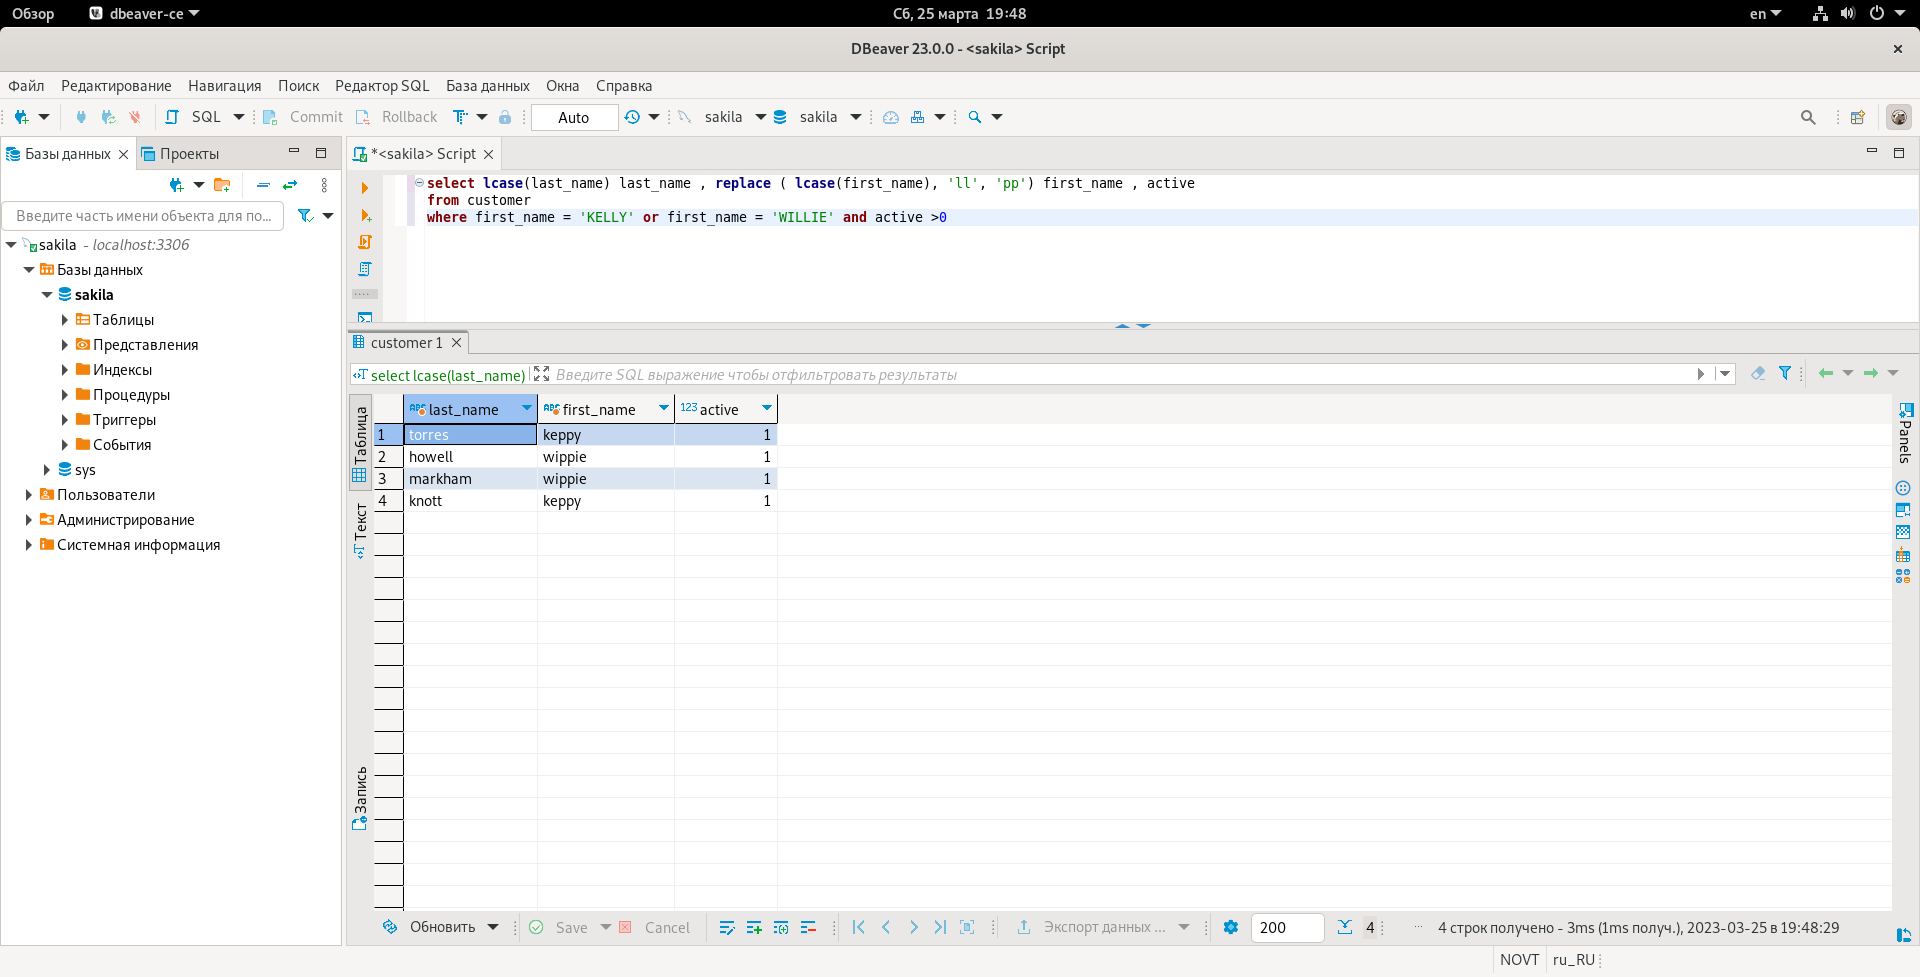 Обзор
dbeaver-ce
Сб, 25 марта 19:48
en
DBeaver 23.0.0 - <sakila> Script
Файл Редактирование Навигация Поиск Редактор SQL База данных Окна Справка
SQL Commit Rollback Auto sakila sakila
Базы данных Проекты
Введите часть имени объекта для по...
sakila - localhost:3306
Базы данных
sakila
Таблицы
Представления
Индексы
Процедуры
Триггеры
События
sys
Пользователи
Администрирование
Системная информация
*<sakila> Script
select lcase(last_name) last_name , replace ( lcase(first_name), 'll', 'pp') first_name , active
from customer
where first_name = 'KELLY' or first_name = 'WILLIE' and active >0
customer 1
select lcase(last_name) Введите SQL выражение чтобы отфильтровать результаты
Таблица
Текст
Запись
ABC last_name ABC first_name 123 active
1 torres keppy 1
2 howell wippie 1
3 markham wippie 1
4 knott keppy 1
Panels
Обновить Save Cancel Экспорт данных ... 200 4 ... 4 строк получено - 3ms (1ms получ.), 2023-03-25 в 19:48:29
NOVT ru_RU